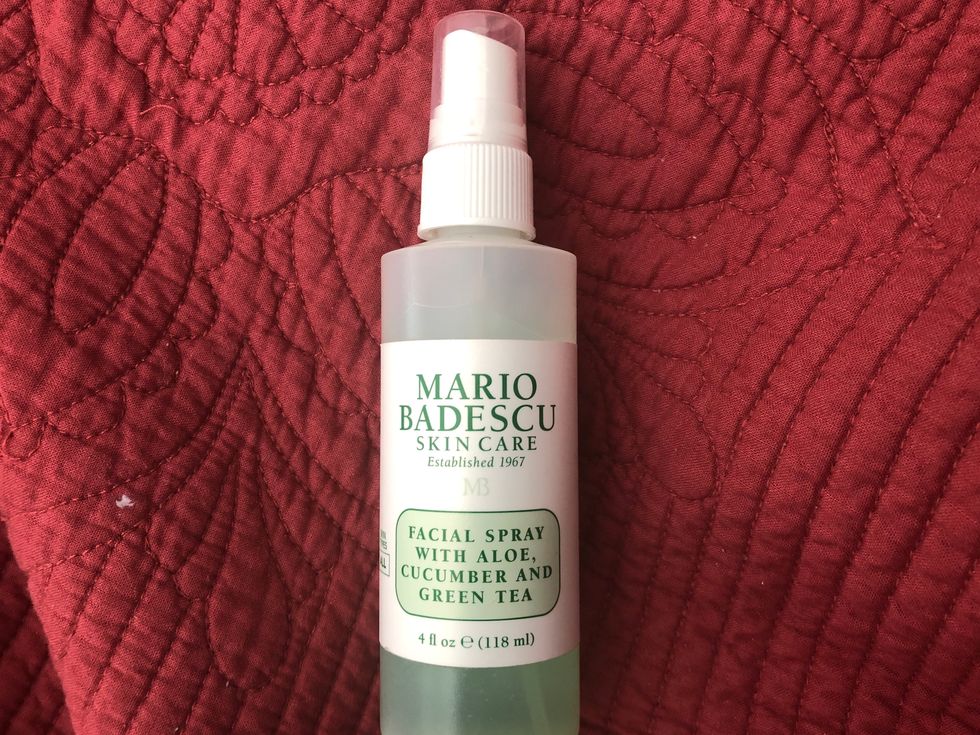 MARIO
BADESCU
SKIN CARE
Established 1967
MB
FACIAL SPRAY
WITH ALOE,
CUCUMBER AND
GREEN TEA
4 fl oz ℮ (118 ml)